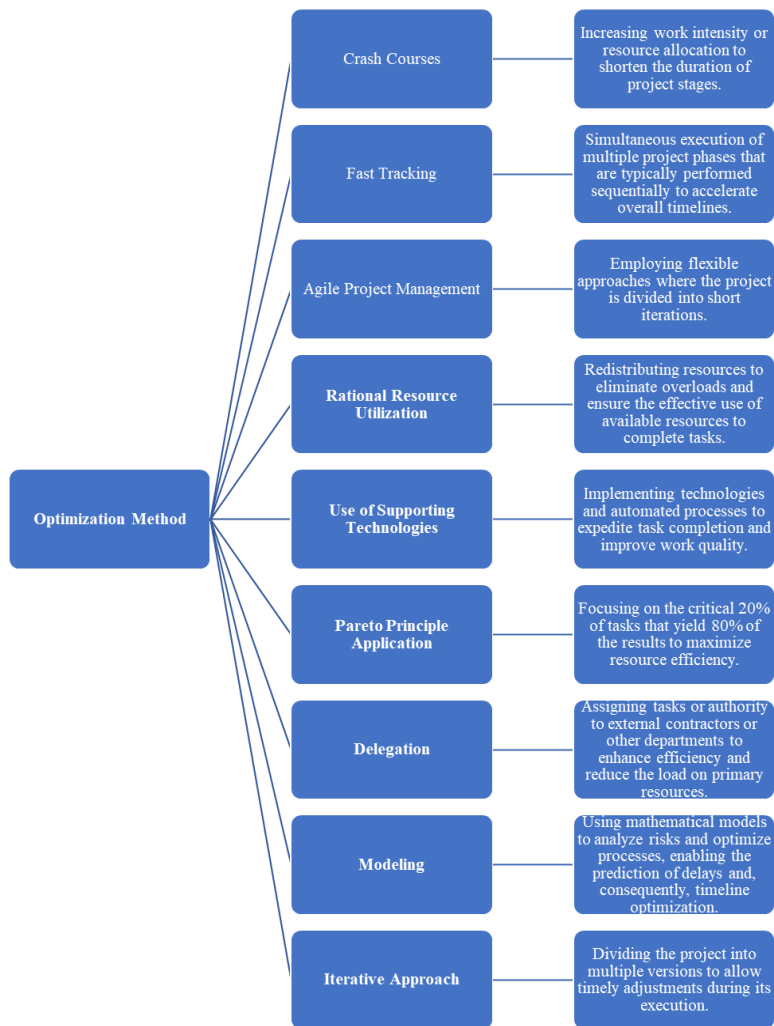 Crash Courses
Increasing work intensity or
resource allocation to
shorten the duration of
project stages.
Fast Tracking
Simultaneous execution of
multiple project phases that
are typically performed
sequentially to accelerate
overall timelines.
Agile Project Management
Employing flexible
approaches where the project
is divided into short
iterations.
Rational Resource
Utilization
Redistributing resources to
eliminate overloads and
ensure the effective use of
available resources to
complete tasks.
Optimization Method
Use of Supporting
Technologies
Implementing technologies
and automated processes to
expedite task completion and
improve work quality.
Pareto Principle
Application
Focusing on the critical 20%
of tasks that yield 80% of
the results to maximize
resource efficiency.
Delegation
Assigning tasks or authority
to external contractors or
other departments to
enhance efficiency and
reduce the load on primary
resources.
Modeling
Using mathematical models
to analyze risks and optimize
processes, enabling the
prediction of delays and,
consequently, timeline
optimization.
Iterative Approach
Dividing the project into
multiple versions to allow
timely adjustments during its
execution.